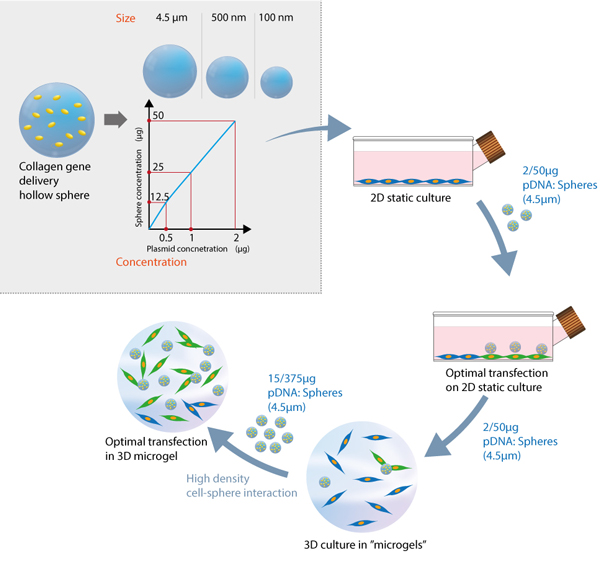 Size
4.5 µm
500 nm
100 nm
Collagen gene
delivery
hollow sphere
Sphere concentration (µg)
50
25
12.5
0.5
1
2
Plasmid concnetration (µg)
Concentration
2D static culture
2/50µg
pDNA: Spheres
(4.5µm)
Optimal transfection
on 2D static culture
2/50µg
pDNA: Spheres
(4.5µm)
3D culture in “microgels”
15/375µg
pDNA: Spheres
(4.5µm)
High density
cell-sphere interaction
Optimal transfection
in 3D microgel